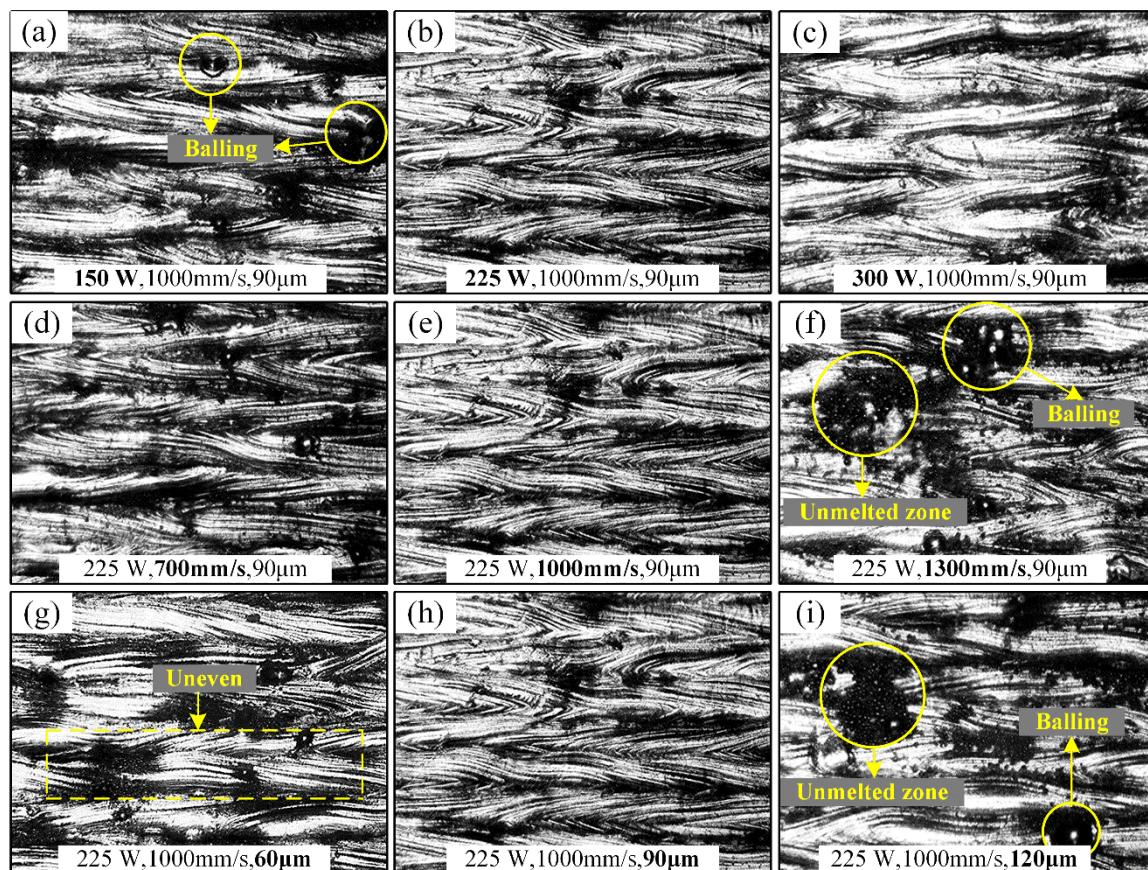 (a)
Balling
150 W,1000mm/s,90μm
(b)
225 W,1000mm/s,90μm
(c)
300 W,1000mm/s,90μm
(d)
225 W,700mm/s,90μm
(e)
225 W,1000mm/s,90μm
(f)
Balling
Unmelted zone
225 W,1300mm/s,90μm
(g)
Uneven
225 W,1000mm/s,60μm
(h)
225 W,1000mm/s,90μm
(i)
Balling
Unmelted zone
225 W,1000mm/s,120μm